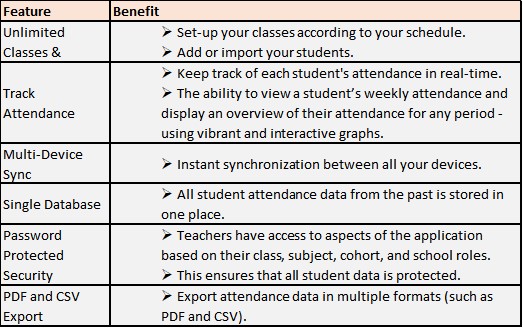 Feature Benefit
Unlimited
Classes &
➢ Set-up your classes according to your schedule.
➢ Add or import your students.
Track
Attendance
➢ Keep track of each student's attendance in real-time.
➢ The ability to view a student’s weekly attendance and
display an overview of their attendance for any period -
using vibrant and interactive graphs.
Multi-Device
Sync
➢ Instant synchronization between all your devices.
Single Database
➢ All student attendance data from the past is stored in
one place.
Password
Protected
Security
➢ Teachers have access to aspects of the application
based on their class, subject, cohort, and school roles.
➢ This ensures that all student data is protected.
PDF and CSV
Export
➢ Export attendance data in multiple formats (such as
PDF and CSV).